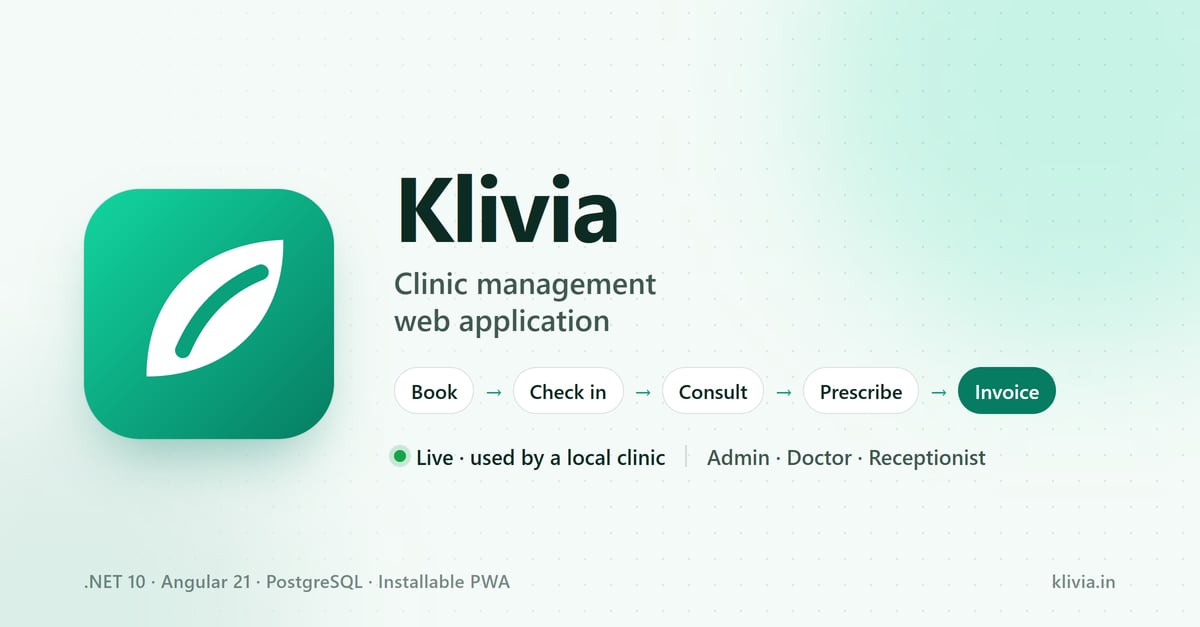 Klivia
Clinic management
web application
Book → Check in → Consult → Prescribe → Invoice
Live · used by a local clinic | Admin · Doctor · Receptionist
.NET 10 · Angular 21 · PostgreSQL · Installable PWA
klivia.in